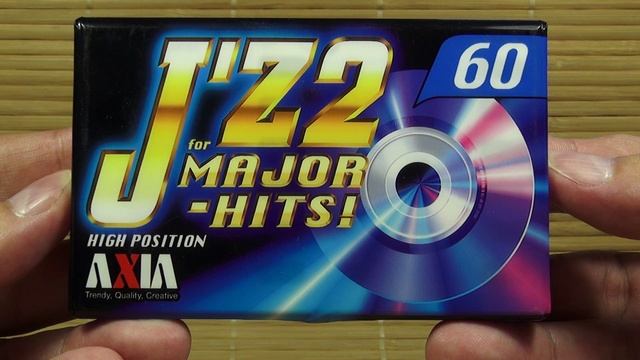 J'Z2
60
for
MAJOR
-HITS!
HIGH POSITION
AXIA
Trendy, Quality, Creative